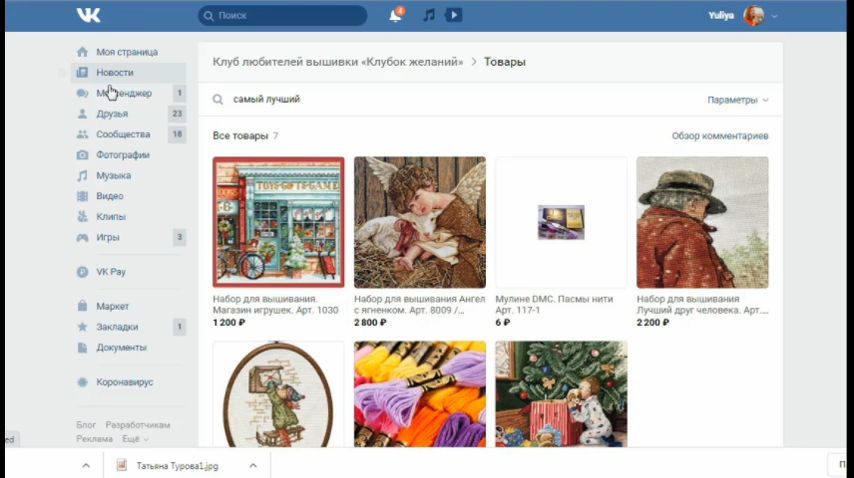 Поиск
4
Yuliya
Моя страница
Новости
Мессенджер 1
Друзья 23
Сообщества 18
Фотографии
Музыка
Видео
Клипы
Игры 3
VK Pay
Маркет
Закладки 1
Документы
Коронавирус
Блог Разработчикам
Реклама Ещё
Клуб любителей вышивки «Клубок желаний» > Товары
самый лучший
Параметры
Все товары 7
Обзор комментариев
TOYS·GIFTS·GAMES
Набор для вышивания.
Магазин игрушек. Арт. 1030
1 200 ₽
Набор для вышивания Ангел
с ягненком. Арт. 8009 /...
2 800 ₽
Мулине DMC. Пасмы нити
Арт. 117-1
6 ₽
Набор для вышивания
Лучший друг человека. Арт....
2 200 ₽
Татьяна Турова1.jpg